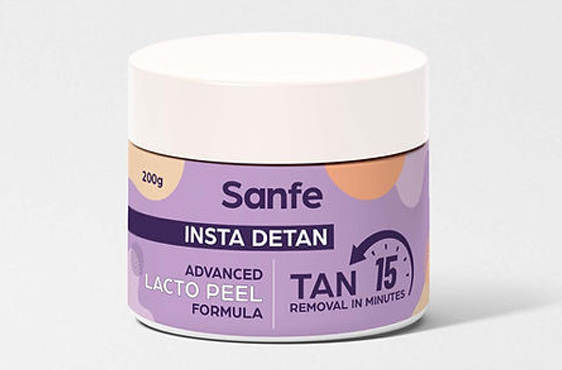 200g
Sanfe
INSTA DETAN
ADVANCED
LACTO PEEL
FORMULA
TAN 15
REMOVAL IN MINUTES